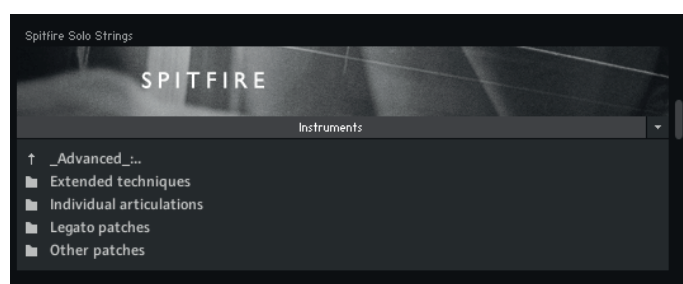 Spitfire Solo Strings
SPITFIRE
Instruments
↑ _Advanced_:..
Extended techniques
Individual articulations
Legato patches
Other patches